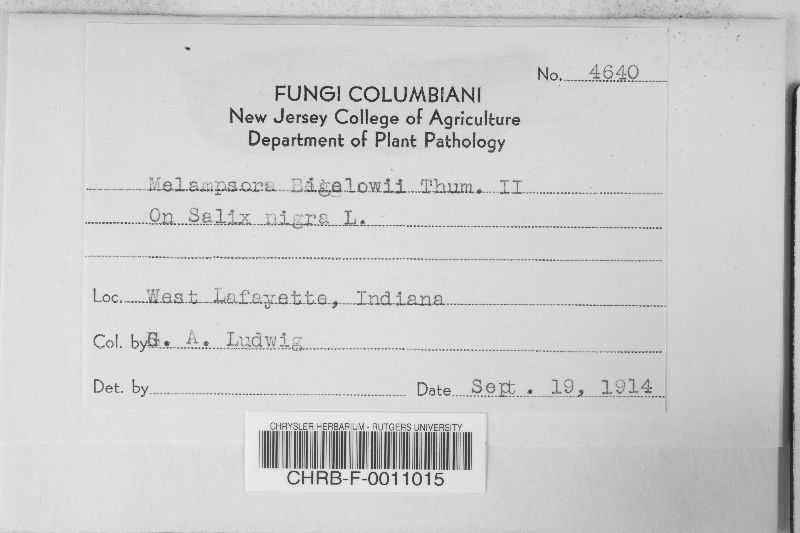 No. 4640
FUNGI COLUMBIANI
New Jersey College of Agriculture
Department of Plant Pathology
Melampsora Bigelowii Thum. II
On Salix nigra L.
Loc. West Lafayette, Indiana
Col. by A. Ludwig
Det. by
Date Sept. 19, 1914
CHRYSLER HERBARIUM - RUTGERS UNIVERSITY
CHRB-F-0011015